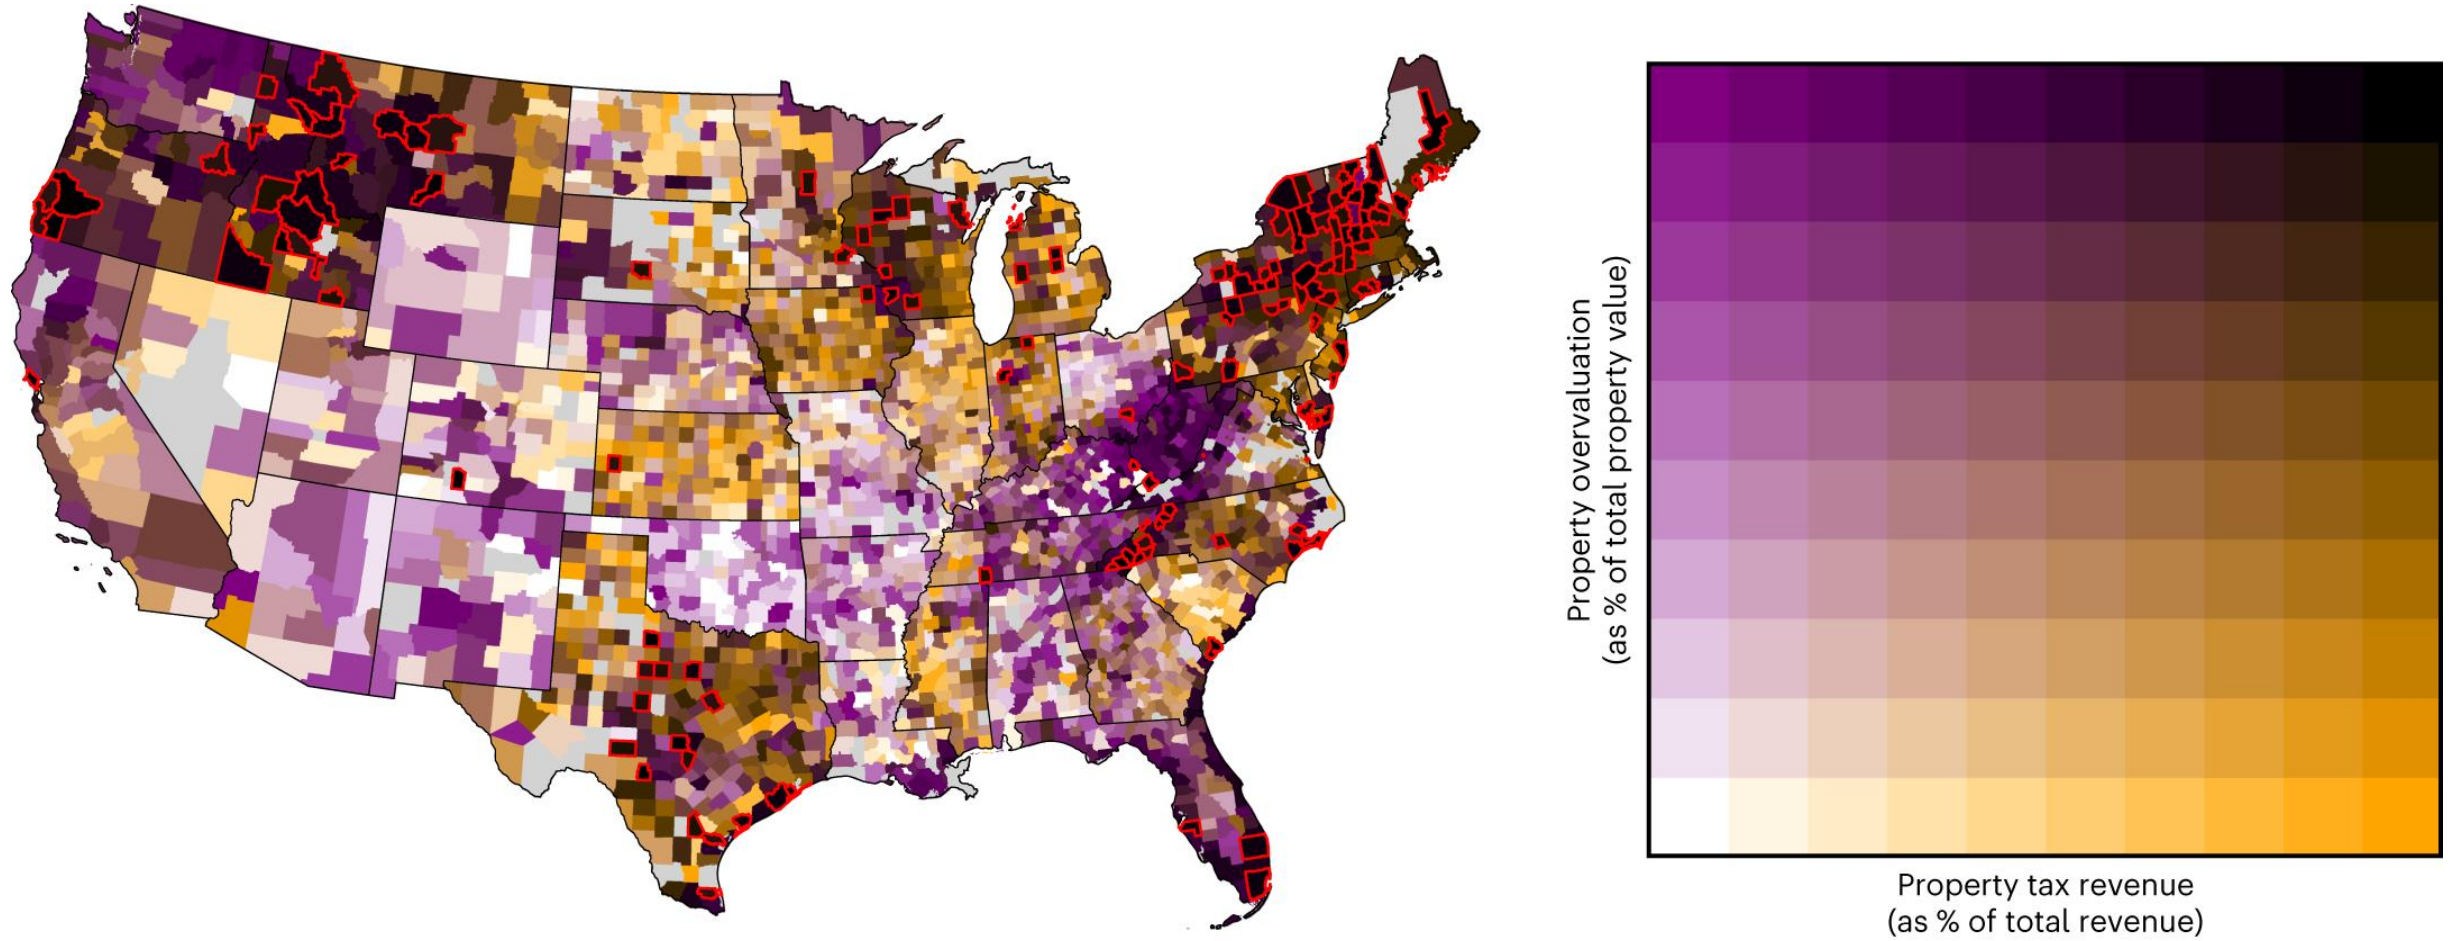 Property overvaluation
(as % of total property value)
Property tax revenue
(as % of total revenue)